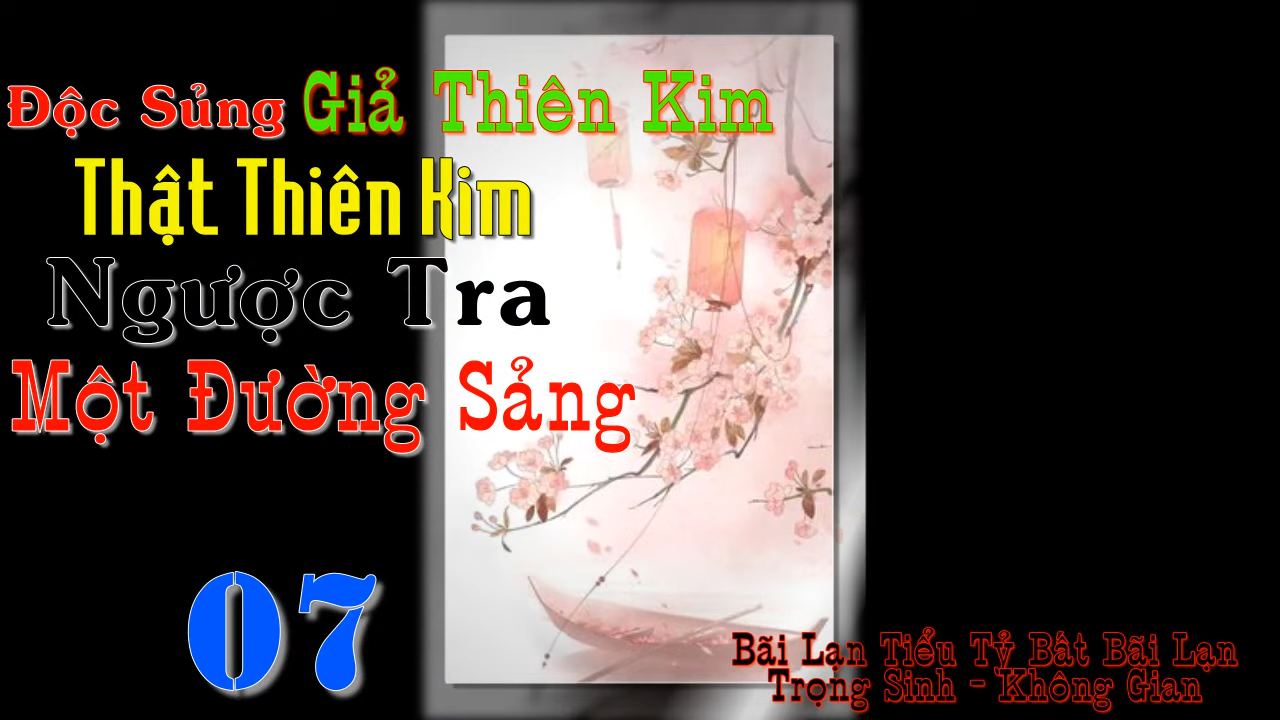 Độc Sủng Giả Thiên Kim
Thật Thiên Kim
Ngược Tra
Một Đường Sảng
07
Bãi Lạn Tiểu Tỷ Bât Bãi Lạn
Trọng Sinh - Không Gian